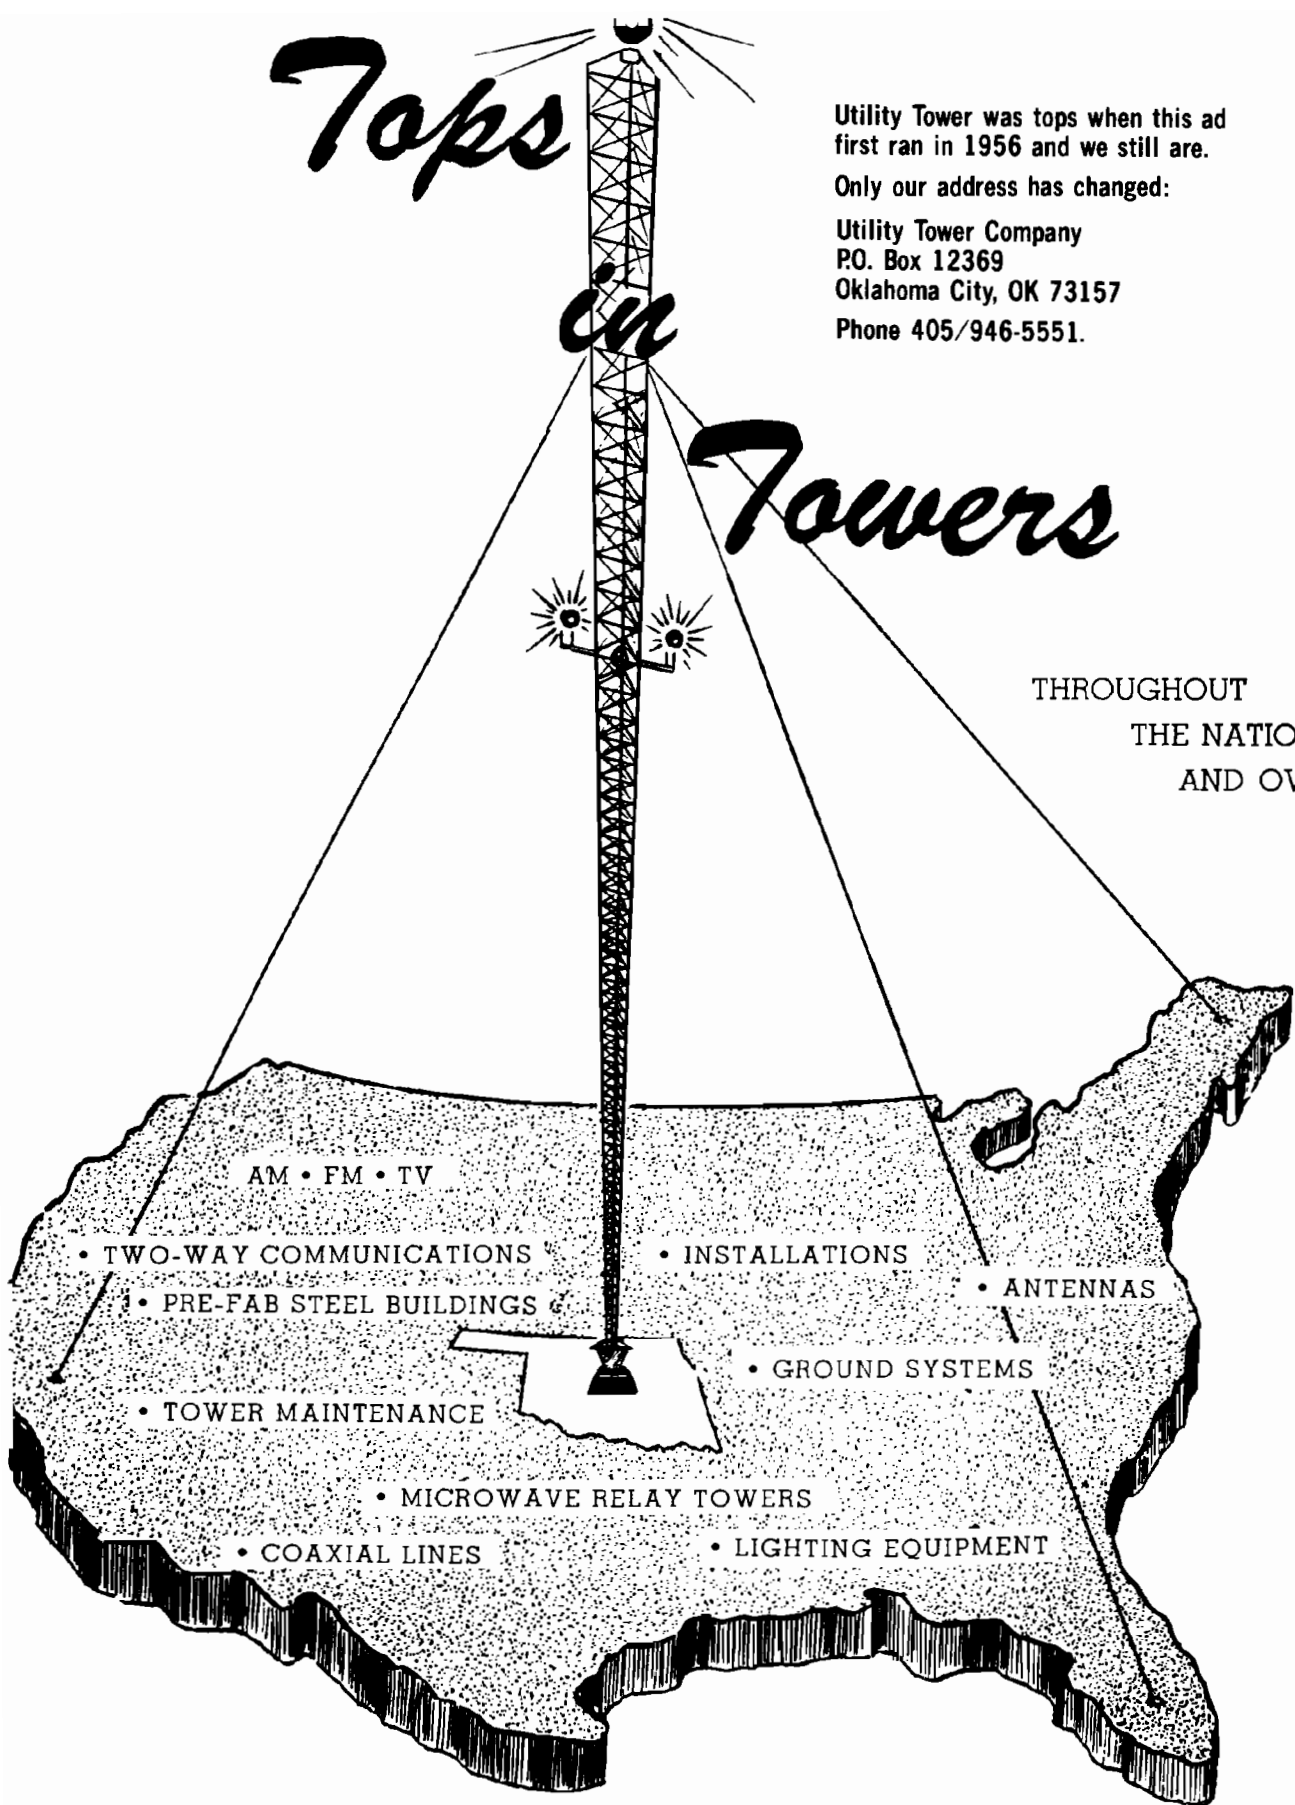 Tops
in
Towers
Utility Tower was tops when this ad
first ran in 1956 and we still are.
Only our address has changed:
Utility Tower Company
P.O. Box 12369
Oklahoma City, OK 73157
Phone 405/946-5551.
THROUGHOUT
THE
AND
AM • FM • TV
• TWO-WAY COMMUNICATIONS
• INSTALLATIONS
• ANTENNAS
• PRE-FAB STEEL BUILDINGS
• GROUND SYSTEMS
• TOWER MAINTENANCE
• MICROWAVE RELAY TOWERS
• COAXIAL LINES
• LIGHTING EQUIPMENT